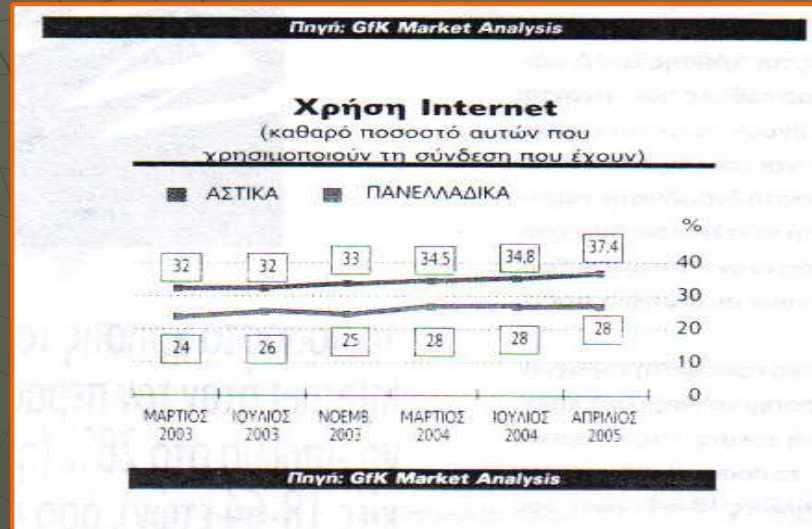 Πηγή: GfK Market Analysis
Χρήση Internet
(καθαρό ποσοστό αυτών που
χρησιμοποιούν τη σύνδεση που έχουν)
ΑΣΤΙΚΑ ΠΑΝΕΛΛΑΔΙΚΑ
%
32 32 33 34.5 34,8 37,4
40
30
20
10
0
24 26 25 28 28 28
ΜΑΡΤΙΟΣ ΙΟΥΛΙΟΣ ΝΟΕΜΒ. ΜΑΡΤΙΟΣ ΙΟΥΛΙΟΣ ΑΠΡΙΛΙΟΣ
2003 2003 2003 2004 2004 2005
Πηγή: GfK Market Analysis